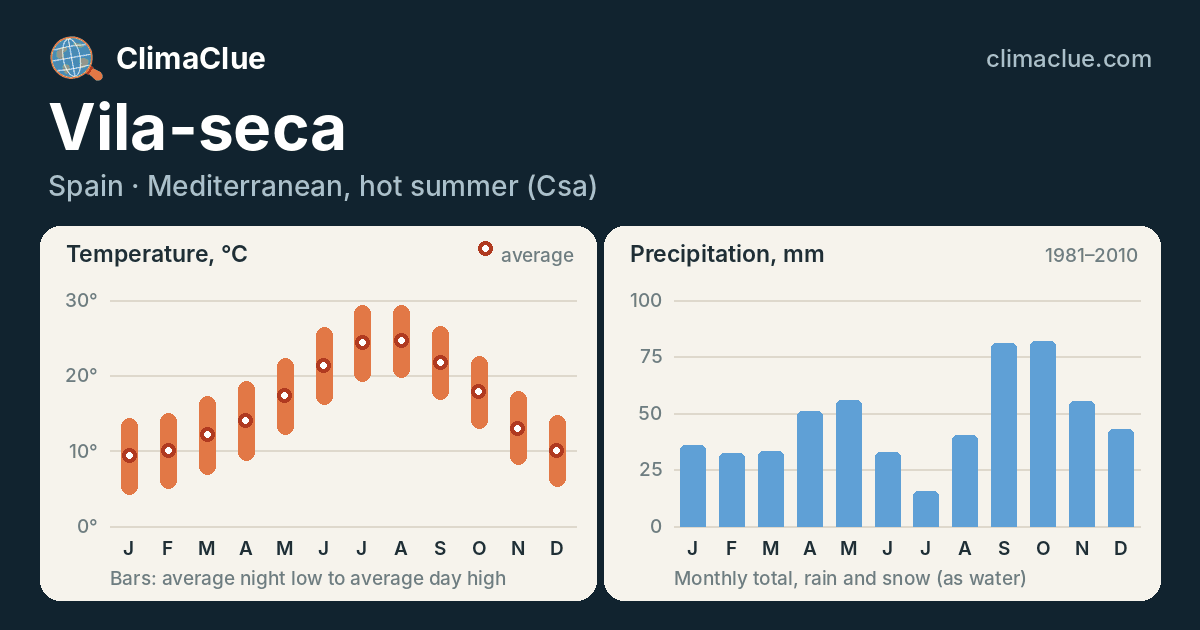 ClimaClue
climaclue.com
Vila-seca
Spain · Mediterranean, hot summer (Csa)
Temperature, °C
average
30°
20°
10°
0°
J F M A M J J A S O N D
Bars: average night low to average day high
Precipitation, mm
1981–2010
100
75
50
25
0
J F M A M J J A S O N D
Monthly total, rain and snow (as water)